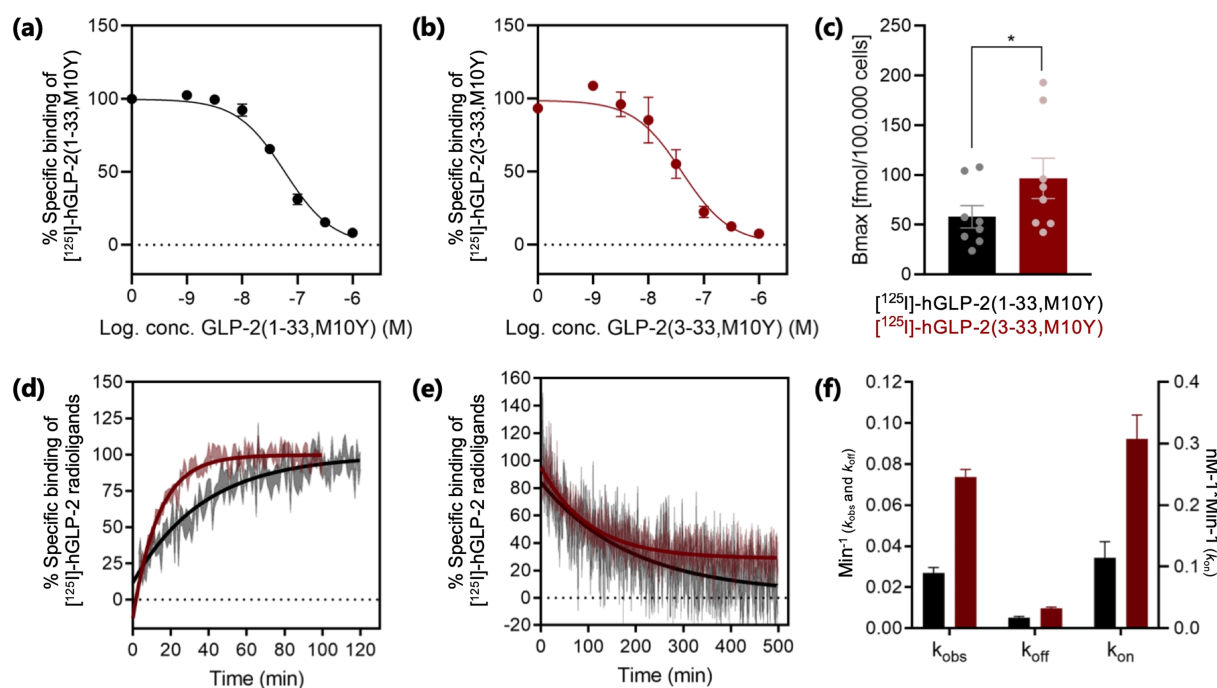 (a)
% Specific binding of
[¹²⁵I]-hGLP-2(1-33,M10Y)
150
100
50
0
0
-9
-8
-7
-6
Log. conc. GLP-2(1-33,M10Y) (M)
(b)
% Specific binding of
[¹²⁵I]-hGLP-2(3-33,M10Y)
150
100
50
0
0
-9
-8
-7
-6
Log. conc. GLP-2(3-33,M10Y) (M)
(c)
Bmax [fmol/100.000 cells]
250
200
150
100
50
0
*
[¹²⁵I]-hGLP-2(1-33,M10Y)
[¹²⁵I]-hGLP-2(3-33,M10Y)
(d)
% Specific binding of
[¹²⁵I]-hGLP-2 radioligands
150
125
100
75
50
25
0
0
20
40
60
80
100
120
Time (min)
(e)
% Specific binding of
[¹²⁵I]-hGLP-2 radioligands
160
140
120
100
80
60
40
20
0
-20
0
100
200
300
400
500
Time (min)
(f)
Min⁻¹ (kobs and koff)
0.12
0.10
0.08
0.06
0.04
0.02
0.00
kobs
koff
kon
0.4
0.3
0.2
0.1
0.0
nM-1*Min-1 (kon)